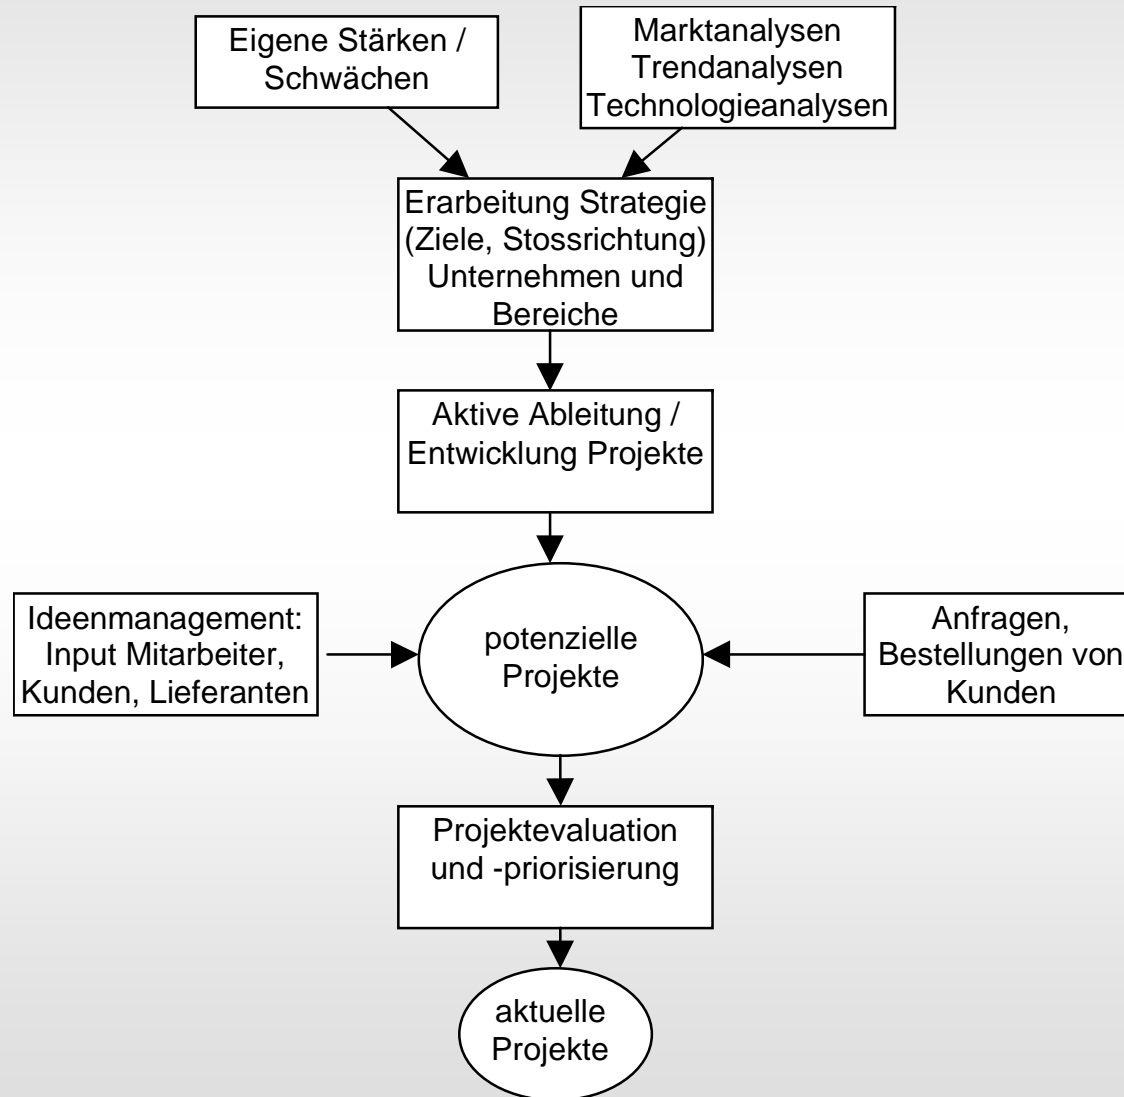 Eigene Stärken /
Schwächen
Marktanalysen
Trendanalysen
Technologieanalysen
Erarbeitung Strategie
(Ziele, Stossrichtung)
Unternehmen und
Bereiche
Aktive Ableitung /
Entwicklung Projekte
Ideenmanagement:
Input Mitarbeiter,
Kunden, Lieferanten
potenzielle
Projekte
Anfragen,
Bestellungen von
Kunden
Projektevaluation
und -priorisierung
aktuelle
Projekte